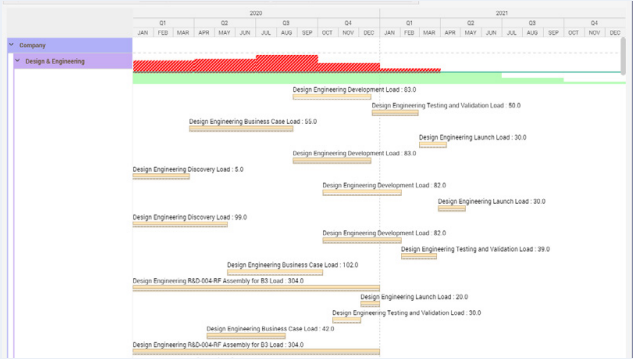 2020 2021
Q1 Q2 Q3 Q4 Q1 Q2 Q3 Q4
JAN FEB MAR APR MAY JUN JUL AUG SEP OCT NOV DEC JAN FEB MAR APR MAY JUN JUL AUG SEP OCT NOV DEC
Company
Design & Engineering
Design Engineering Development Load : 83.0
Design Engineering Testing and Validation Load : 50.0
Design Engineering Business Case Load : 55.0
Design Engineering Launch Load : 30.0
Design Engineering Development Load : 83.0
Design Engineering Discovery Load : 5.0
Design Engineering Development Load : 82.0
Design Engineering Launch Load : 30.0
Design Engineering Discovery Load : 99.0
Design Engineering Development Load : 82.0
Design Engineering Testing and Validation Load : 39.0
Design Engineering Business Case Load : 102.0
Design Engineering R&D-004-RF Assembly for B3 Load : 304.0
Design Engineering Launch Load : 20.0
Design Engineering Testing and Validation Load : 30.0
Design Engineering Business Case Load : 42.0
Design Engineering R&D-004-RF Assembly for B3 Load : 304.0